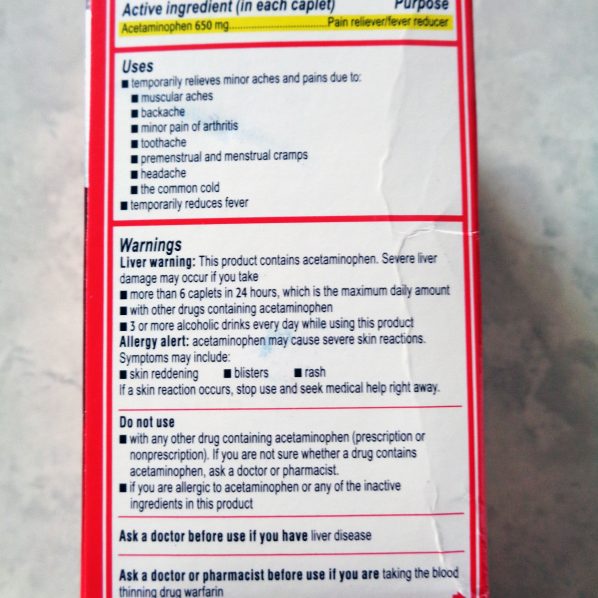 Active ingredient (in each caplet) Purpose
Acetaminophen 650 mg..........................................Pain reliever/fever reducer
Uses
■ temporarily relieves minor aches and pains due to:
■ muscular aches
■ backache
■ minor pain of arthritis
■ toothache
■ premenstrual and menstrual cramps
■ headache
■ the common cold
■ temporarily reduces fever
Warnings
Liver warning: This product contains acetaminophen. Severe liver
damage may occur if you take
■ more than 6 caplets in 24 hours, which is the maximum daily amount
■ with other drugs containing acetaminophen
■ 3 or more alcoholic drinks every day while using this product
Allergy alert: acetaminophen may cause severe skin reactions.
Symptoms may include:
■ skin reddening ■ blisters ■ rash
If a skin reaction occurs, stop use and seek medical help right away.
Do not use
■ with any other drug containing acetaminophen (prescription or
nonprescription). If you are not sure whether a drug contains
acetaminophen, ask a doctor or pharmacist.
■ if you are allergic to acetaminophen or any of the inactive
ingredients in this product
Ask a doctor before use if you have liver disease
Ask a doctor or pharmacist before use if you are taking the blood
thinning drug warfarin